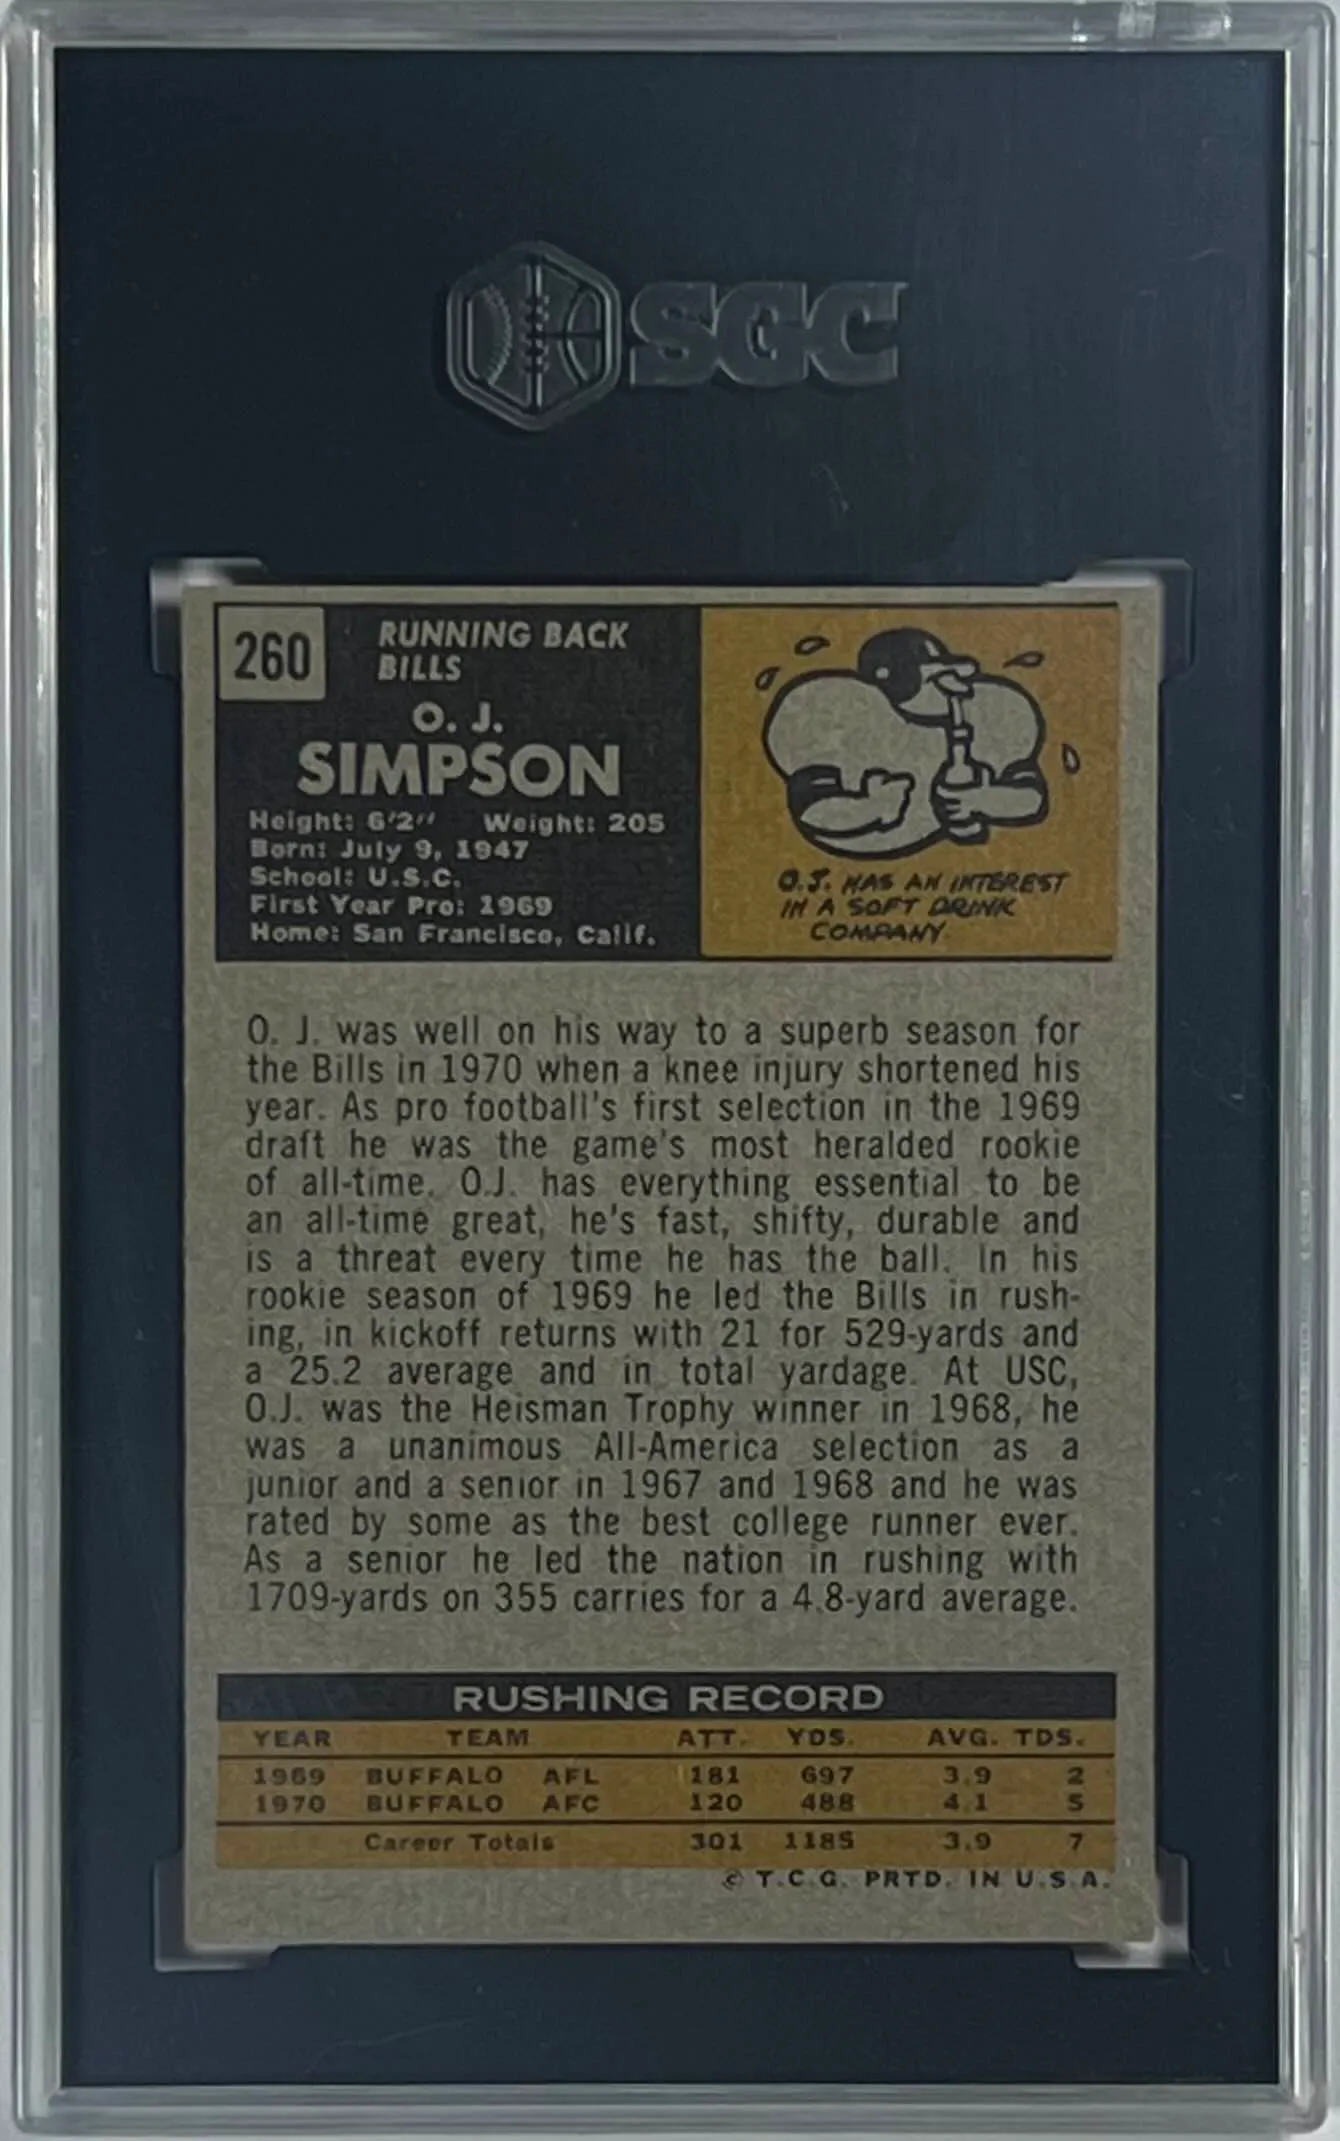 SGC
260
RUNNING BACK
BILLS
O. J.
SIMPSON
Height: 6'2" Weight: 205
Born: July 9, 1947
School: U.S.C.
First Year Pro: 1969
Home: San Francisco, Calif.
O.J. HAS AN INTEREST
IN A SOFT DRINK
COMPANY
O. J. was well on his way to a superb season for
the Bills in 1970 when a knee injury shortened his
year. As pro football's first selection in the 1969
draft he was the game's most heralded rookie
of all-time. O.J. has everything essential to be
an all-time great, he's fast, shifty, durable and
is a threat every time he has the ball. In his
rookie season of 1969 he led the Bills in rush-
ing, in kickoff returns with 21 for 529-yards and
a 25.2 average and in total yardage. At USC,
O.J. was the Heisman Trophy winner in 1968, he
was a unanimous All-America selection as a
junior and a senior in 1967 and 1968 and he was
rated by some as the best college runner ever.
As a senior he led the nation in rushing with
1709-yards on 355 carries for a 4.8-yard average.
RUSHING RECORD
YEAR TEAM ATT. YDS. AVG. TDS.
1969 BUFFALO AFL 181 697 3.9 2
1970 BUFFALO AFC 120 488 4.1 5
Career Totals 301 1185 3.9 7
© T.C.G. PRTD. IN U.S.A.